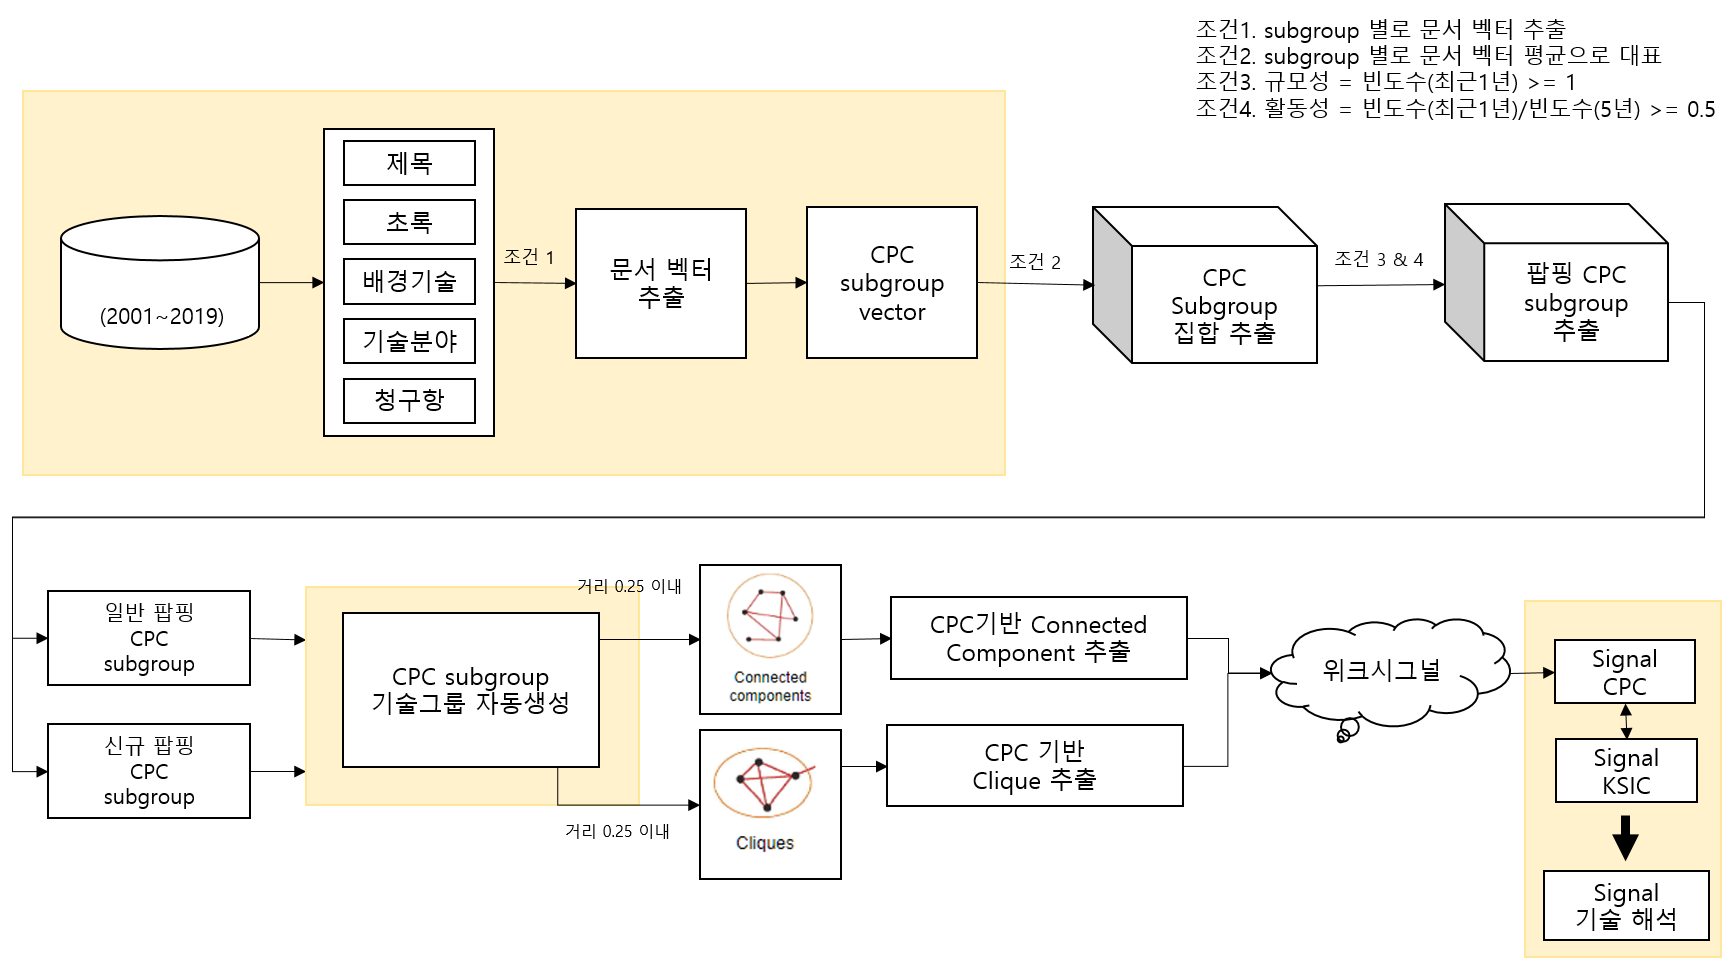 조건1. subgroup 별로 문서 벡터 추출
조건2. subgroup 별로 문서 벡터 평균으로 대표
조건3. 규모성 = 빈도수(최근1년) >= 1
조건4. 활동성 = 빈도수(최근1년)/빈도수(5년) >= 0.5
(2001~2019)
제목
초록
배경기술
기술분야
청구항
조건 1
문서 벡터
추출
CPC
subgroup
vector
조건 2
CPC
Subgroup
집합 추출
조건 3 & 4
팝핑 CPC
subgroup
추출
일반 팝핑
CPC
subgroup
신규 팝핑
CPC
subgroup
CPC subgroup
기술그룹 자동생성
거리 0.25 이내
거리 0.25 이내
Connected
components
Cliques
CPC기반 Connected
Component 추출
CPC 기반
Clique 추출
위크시그널
Signal
CPC
Signal
KSIC
Signal
기술 해석